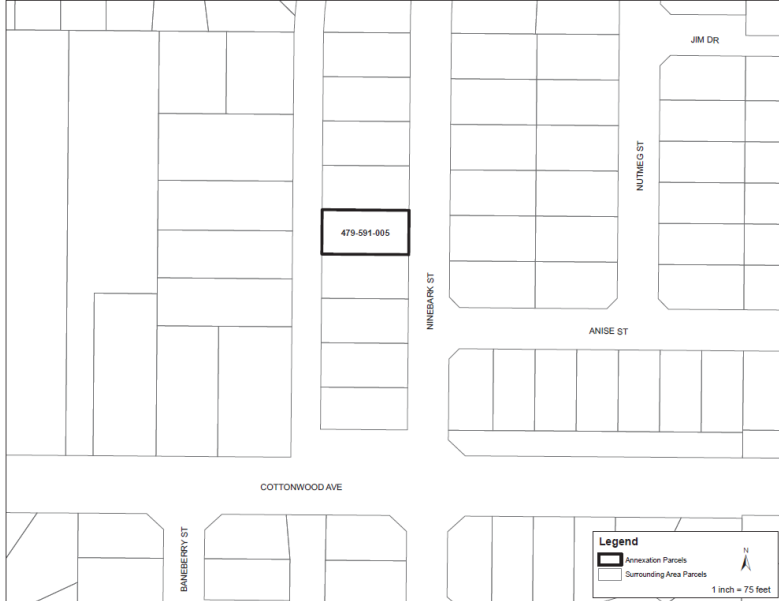 JIM DR
NUTMEG ST
479-591-005
NINEBARK ST
ANISE ST
COTTONWOOD AVE
BANEBERRY ST
Legend
Annexation Parcels
Surrounding Area Parcels
N
1 inch = 75 feet